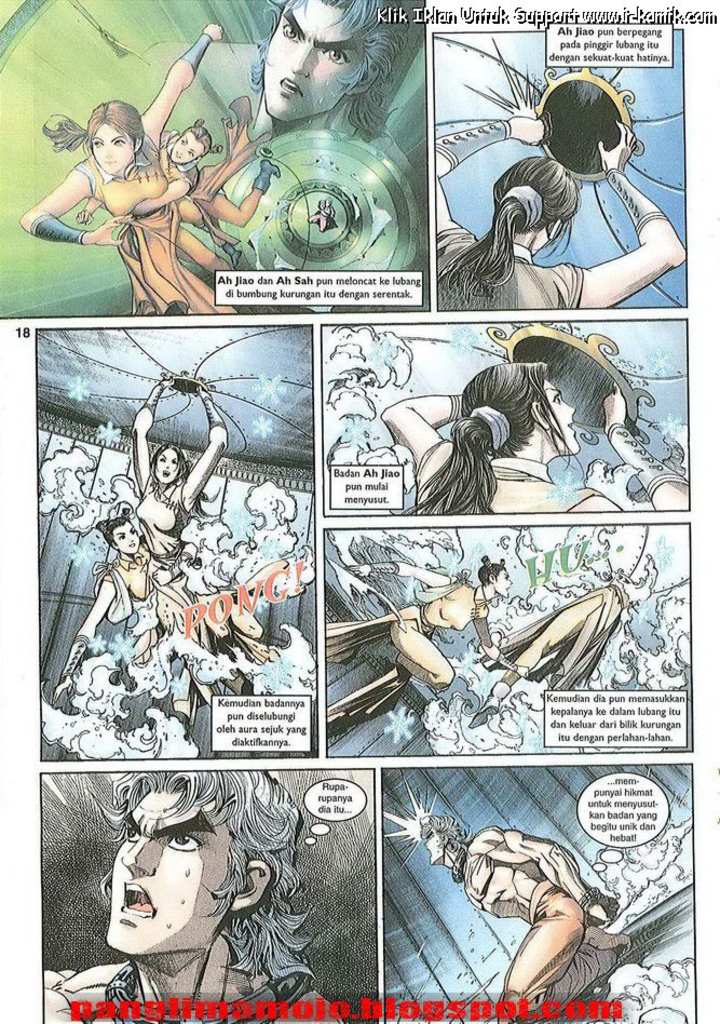 Klik Iklan Untuk Support www.ir-komik.com
Ah Jiao pun berpegang
pada pinggir lubang itu
dengan sekuat-kuat hatinya.
Ah Jiao dan Ah Sah pun meloncat ke lubang
di bumbung kurungan itu dengan serentak.
18
Badan Ah Jiao
pun mulai
menyusut.
PONG!
HU...
Kemudian badannya
pun diselubungi
oleh aura sejuk yang
diaktifkannya.
Kemudian dia pun memasukkan
kepalanya ke dalam lubang itu
dan keluar dari bilik kurungan
itu dengan perlahan-lahan.
Rupa-
rupanya
dia itu...
...mem-
punyai hikmat
untuk menyusut-
kan badan yang
begitu unik dan
hebat!
panglimamojo.blogspot.com